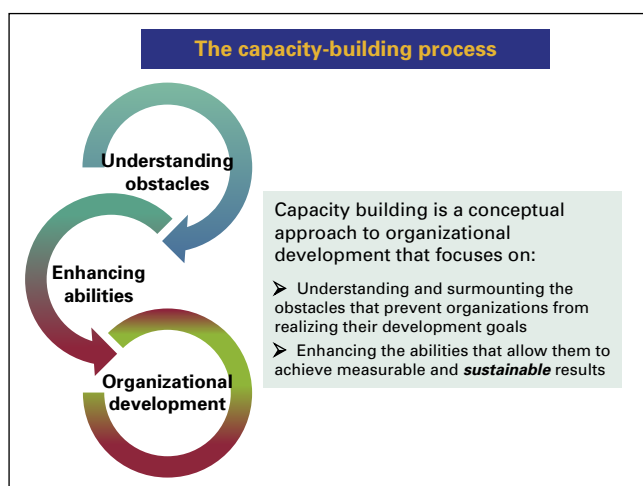 The capacity-building process
Understanding
obstacles
Enhancing
abilities
Organizational
development
Capacity building is a conceptual
approach to organizational
development that focuses on:
➢ Understanding and surmounting the
obstacles that prevent organizations from
realizing their development goals
➢ Enhancing the abilities that allow them to
achieve measurable and sustainable results